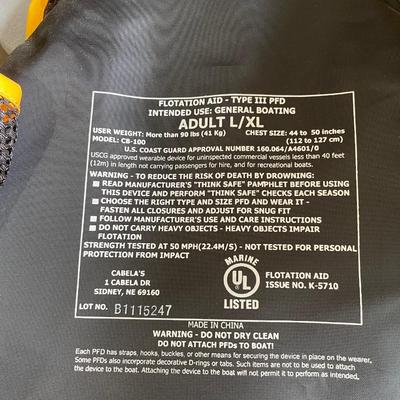 FLOTATION AID - TYPE III PFD
INTENDED USE: GENERAL BOATING
ADULT L/XL
USER WEIGHT: More than 90 lbs (41 Kg) CHEST SIZE: 44 to 50 inches
MODEL: CB-100 (112 to 127 cm)
U.S. COAST GUARD APPROVAL NUMBER 160.064/A4601/0
USCG approved wearable device for uninspected commercial vessels less than 40 feet
(12m) in length not carrying passengers for hire, and for recreational boats.
WARNING - TO REDUCE THE RISK OF DEATH BY DROWNING:
■ READ MANUFACTURER'S "THINK SAFE" PAMPHLET BEFORE USING
THIS DEVICE AND PERFORM "THINK SAFE" CHECKS EACH SEASON
■ CHOOSE THE RIGHT TYPE AND SIZE PFD AND WEAR IT -
FASTEN ALL CLOSURES AND ADJUST FOR SNUG FIT
■ FOLLOW MANUFACTURER'S USE AND CARE INSTRUCTIONS
■ DO NOT CARRY HEAVY OBJECTS - HEAVY OBJECTS IMPAIR
FLOTATION
STRENGTH TESTED AT 50 MPH(22.4M/S) - NOT TESTED FOR PERSONAL
PROTECTION FROM IMPACT
CABELA'S
1 CABELA DR
SIDNEY, NE 69160
LOT NO. B1115247
MARINE
UL
LISTED
FLOTATION AID
ISSUE NO. K-5710
MADE IN CHINA
WARNING - DO NOT DRY CLEAN
DO NOT ATTACH PFDs TO BOAT!
Each PFD has straps, hooks, buckles, or other means for securing the device in place on the wearer.
Some PFDs also incorporate decorative D-rings or tabs. Such items are not to be used to attach
the device to the boat. Attaching the device to the boat will not permit it to perform as intended.